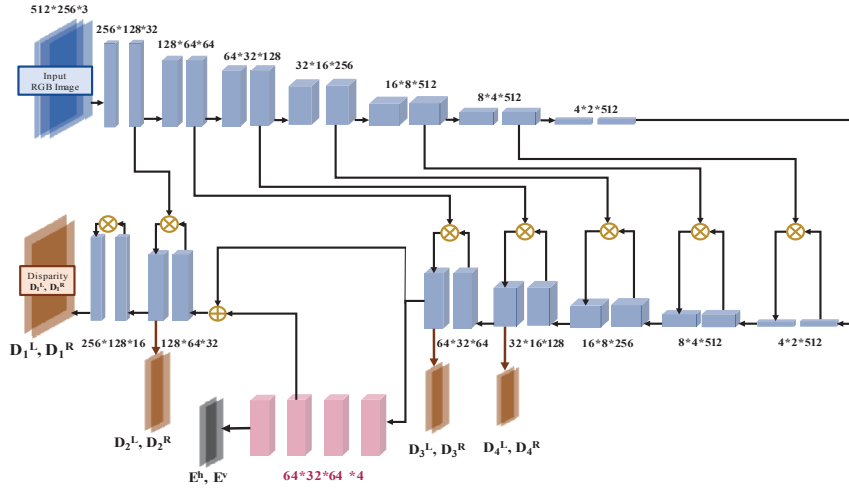 512*256*3
256*128*32
128*64*64
64*32*128
32*16*256
16*8*512
8*4*512
4*2*512
Input
RGB Image
Disparity
D₁ᴸ, D₁ᴿ
D₁ᴸ, D₁ᴿ
256*128*16
128*64*32
64*32*64
32*16*128
16*8*256
8*4*512
4*2*512
D₂ᴸ, D₂ᴿ
D₃ᴸ, D₃ᴿ
D₄ᴸ, D₄ᴿ
Eʰ, Eᵛ
64*32*64 *4